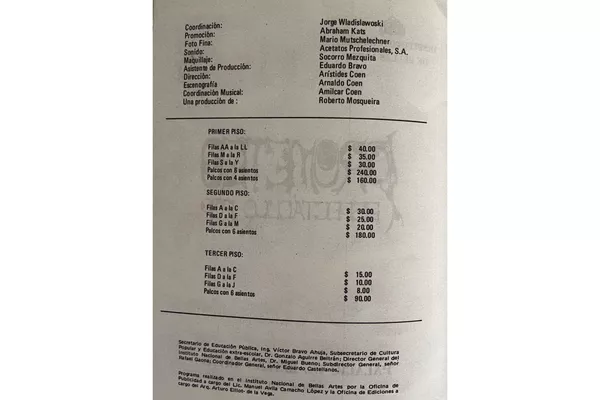 Coordinación: Jorge Wladislawoski
Promoción: Abraham Kats
Foto Fina: Mario Mutschelechner
Sonido: Acetatos Profesionales, S.A.
Maquillaje: Socorro Mezquita
Asistente de Producción: Eduardo Bravo
Dirección: Arístides Coen
Escenografía Arnaldo Coen
Coordinación Musical: Amílcar Coen
Una producción de : Roberto Mosqueira
PRIMER PISO:
Filas AA a la LL $ 40.00
Filas M a la R $ 35.00
Filas S a la Y $ 30.00
Palcos con 6 asientos $ 240.00
Palcos con 4 asientos $ 160.00
SEGUNDO PISO:
Filas A a la C $ 30.00
Filas D a la F $ 25.00
Filas G a la M $ 20.00
Palcos con 6 asientos $ 180.00
TERCER PISO:
Filas A a la C $ 15.00
Filas D a la F $ 10.00
Filas G a la J $ 8.00
Palcos con 6 asientos $ 90.00
Secretario de Educación Pública, Ing. Víctor Bravo Ahuja, Subsecretario de Cultura
Popular y Educación extra-escolar, Dr. Gonzalo Aguirre Beltrán; Director General del
Instituto Nacional de Bellas Artes, Dr. Miguel Bueno; Subdirector General, señor
Rafael Gaona; Coordinador General, señor Eduardo Castellanos.
Programa realizado en el Instituto Nacional de Bellas Artes por la Oficina de
Publicidad a cargo del Lic. Manuel Avila Camacho López y la Oficina de Ediciones a
cargo del Arq. Arturo Elilon de la Vega.